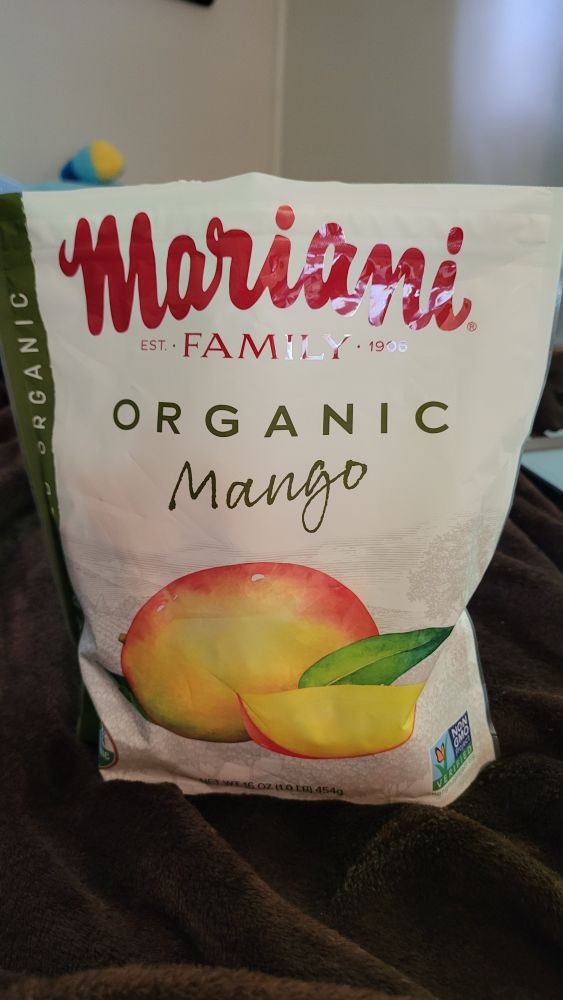 Mariani®
EST. · FAMILY · 1906
ORGANIC
Mango
NET WT 16 OZ (1.0 LB) 454g
NON
GMO
VERIFIED
ORGANIC